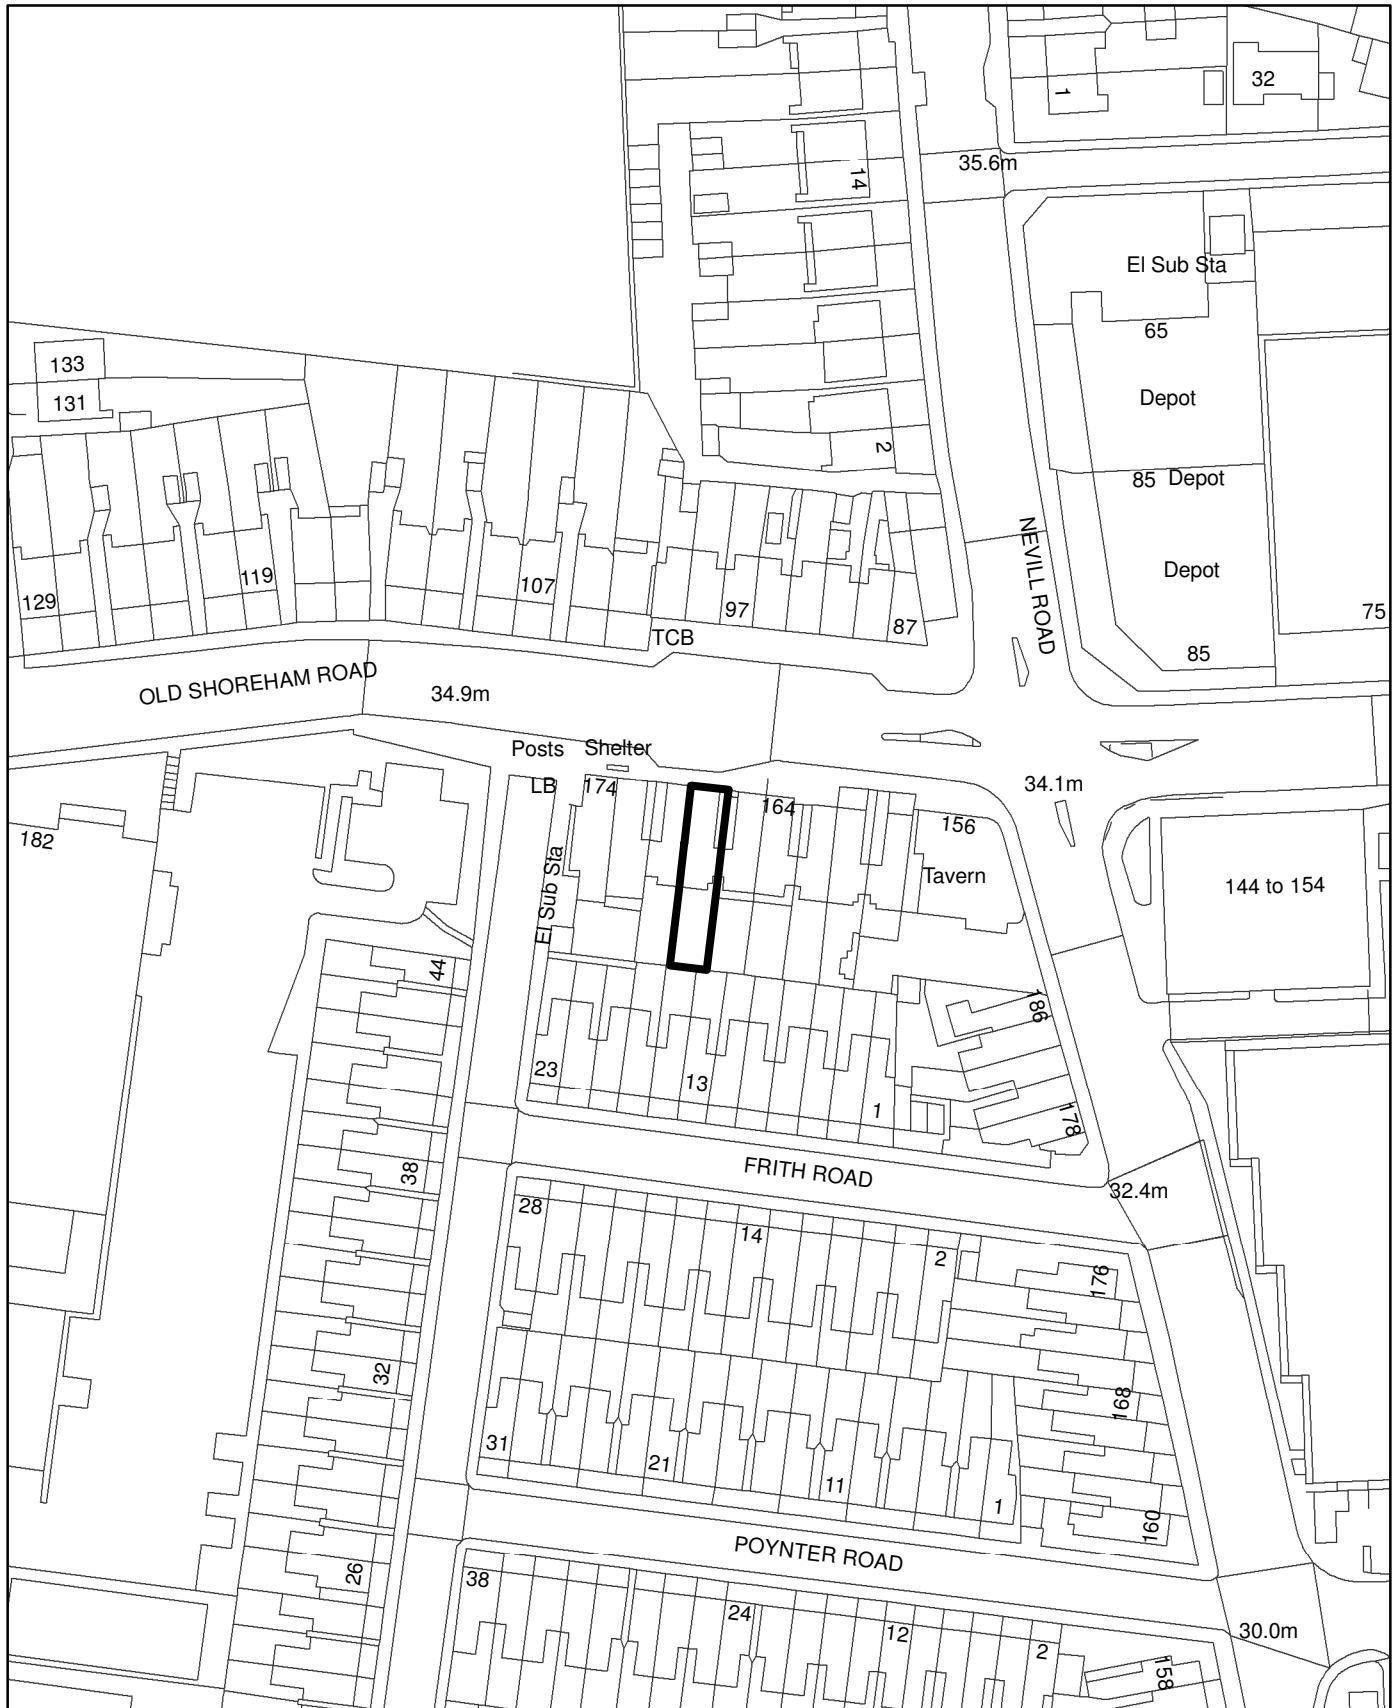 32
1
35.6m
14
El Sub Sta
65
133
Depot
131
2
85 Depot
NEVILL ROAD
Depot
119
107
129
97
75
87
TCB
85
OLD SHOREHAM ROAD
34.9m
Posts Shelter
LB 174
34.1m
164
156
182
El Sub Sta
Tavern
144 to 154
44
186
23
13
1
178
38
FRITH ROAD
32.4m
28
14
2
176
32
168
31
21
11
1
160
POYNTER ROAD
26
38
24
12
2
30.0m
158